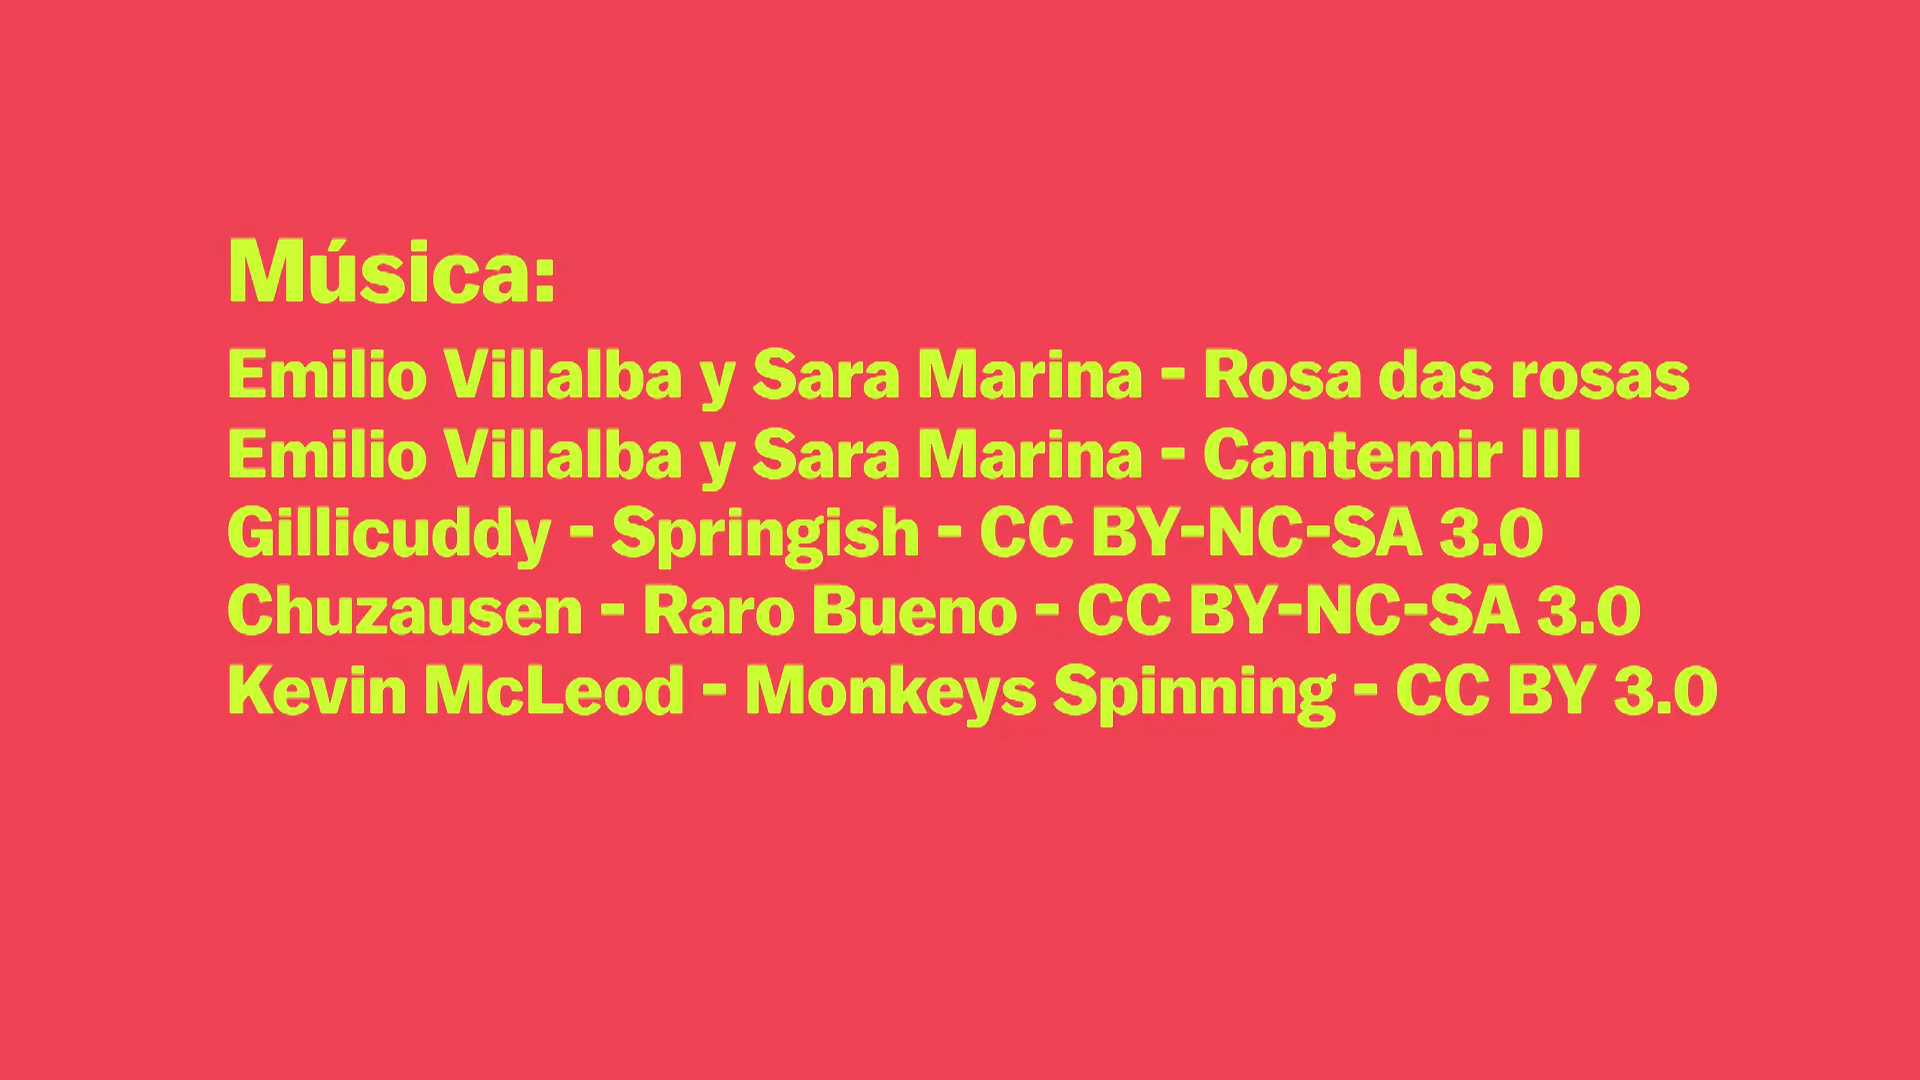 Música:
Emilio Villalba y Sara Marina - Rosa das rosas
Emilio Villalba y Sara Marina - Cantemir III
Gillicuddy - Springish - CC BY-NC-SA 3.0
Chuzausen - Raro Bueno - CC BY-NC-SA 3.0
Kevin McLeod - Monkeys Spinning - CC BY 3.0